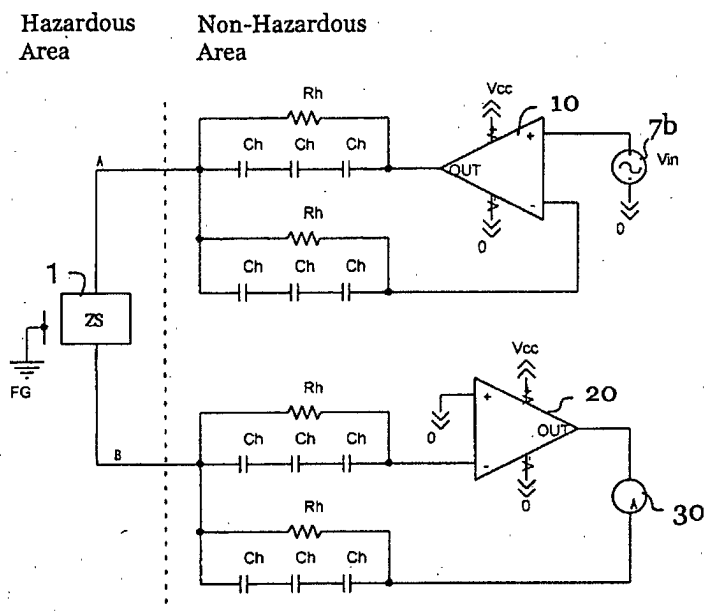 Hazardous Area
Non-Hazardous Area
Rh
Vcc
10
7b
Ch Ch Ch
OUT
+
-
Vin
A
0
0
Rh
Ch Ch Ch
1
ZS
FG
Rh
Vcc
20
Ch Ch Ch
+
-
OUT
0
B
0
Rh
A
30
Ch Ch Ch